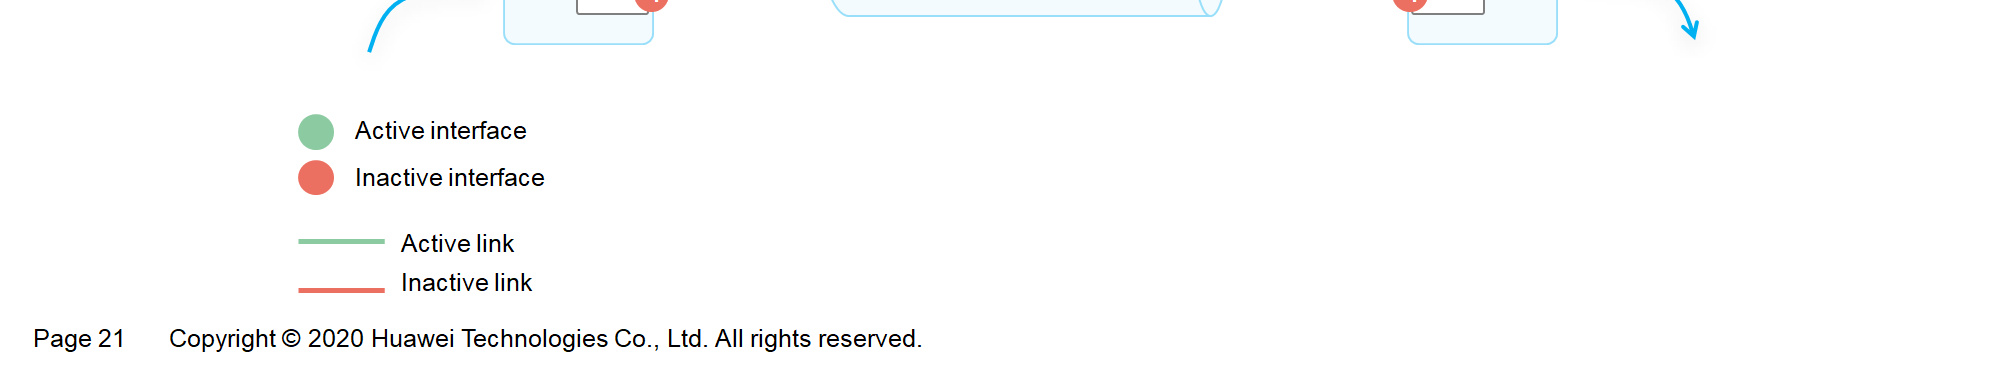 Active interface
Inactive interface
Active link
Inactive link
Page 21 Copyright © 2020 Huawei Technologies Co., Ltd. All rights reserved.